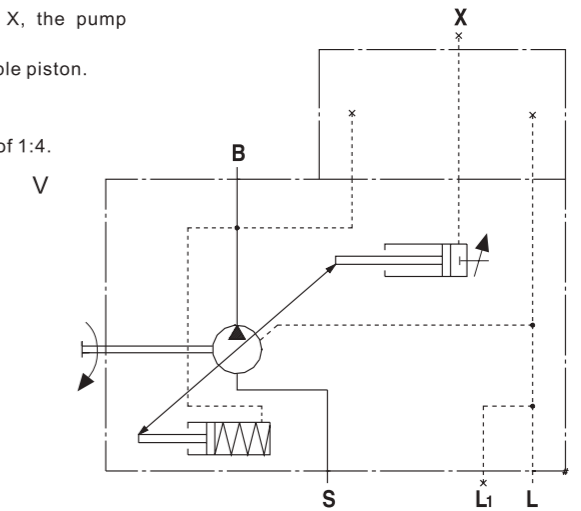 X, the pump
ble piston.
of 1:4.
V
X
B
S
L1
L